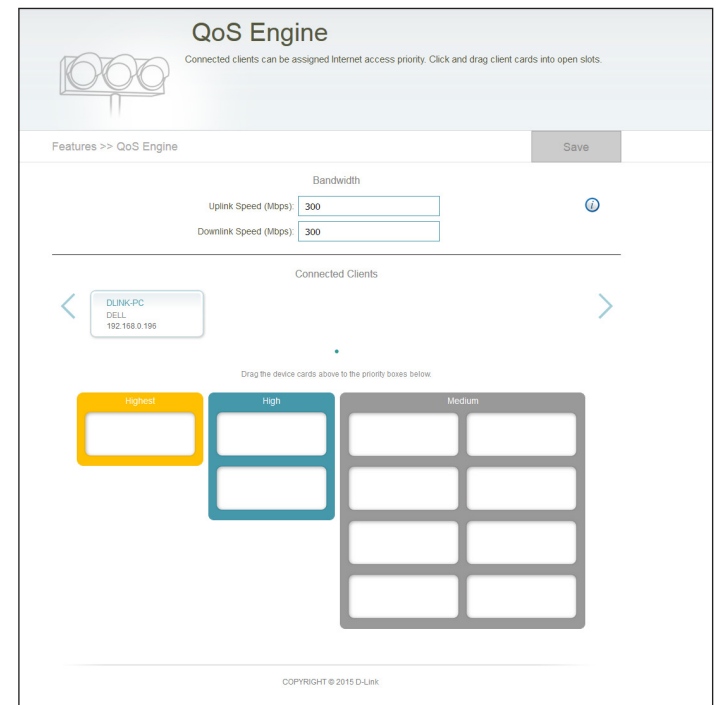 QoS Engine
Connected clients can be assigned Internet access priority. Click and drag client cards into open slots.
Features >> QoS Engine
Save
Bandwidth
Uplink Speed (Mbps): 300
i
Downlink Speed (Mbps): 300
Connected Clients
DLINK-PC
DELL
192.168.0.196
Drag the device cards above to the priority boxes below.
Highest
High
Medium
COPYRIGHT © 2015 D-Link